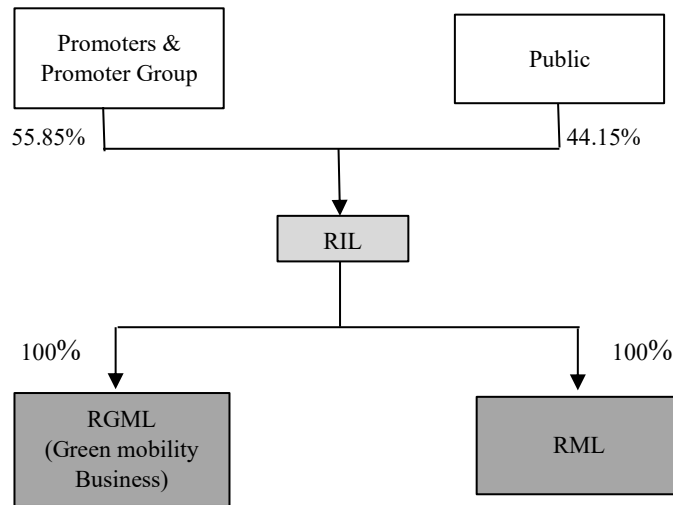 Promoters &
Promoter Group
Public
55.85%
44.15%
RIL
100%
100%
RGML
(Green mobility
Business)
RML